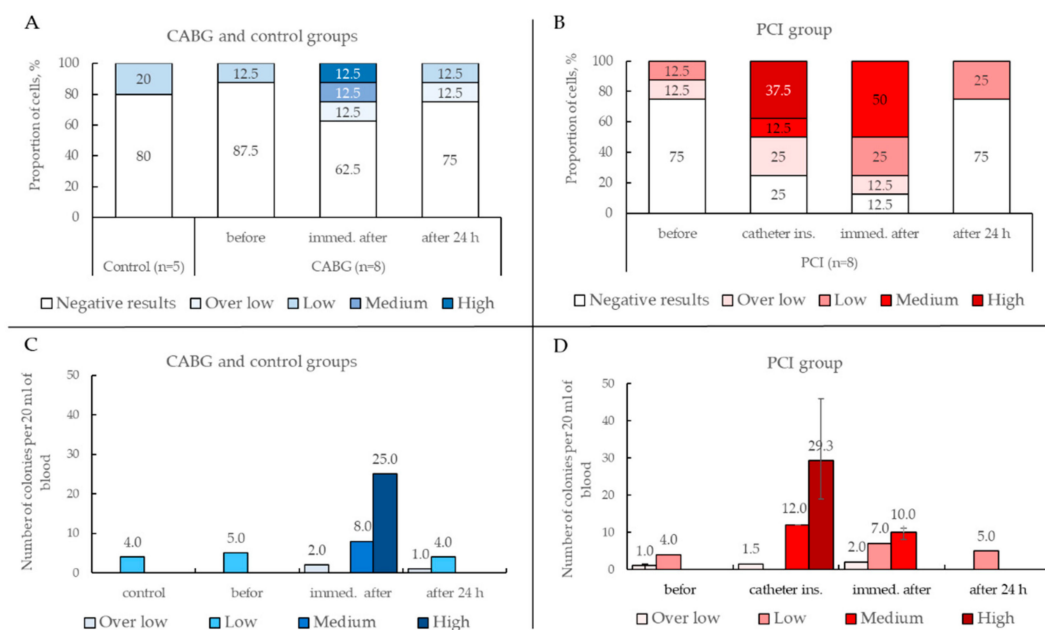 A
CABG and control groups
Proportion of cells, %
100
80
60
40
20
0
20
80
12.5
87.5
12.5
12.5
12.5
62.5
12.5
12.5
75
before
immed. after
after 24 h
Control (n=5)
CABG (n=8)
Negative results
Over low
Low
Medium
High
B
PCI group
Proportion of cells, %
100
80
60
40
20
0
12.5
12.5
75
37.5
12.5
25
25
50
25
12.5
12.5
25
75
before
catheter ins.
immed. after
after 24 h
PCI (n=8)
Negative results
Over low
Low
Medium
High
C
CABG and control groups
Number of colonies per 20 ml of
blood
50
40
30
20
10
0
4.0
5.0
2.0
8.0
25.0
1.0
4.0
control
befor
immed. after
after 24 h
Over low
Low
Medium
High
D
PCI group
Number of colonies per 20 ml of
blood
50
40
30
20
10
0
1.0
4.0
1.5
12.0
29.3
2.0
7.0
10.0
5.0
befor
catheter ins.
immed. after
after 24 h
Over low
Low
Medium
High